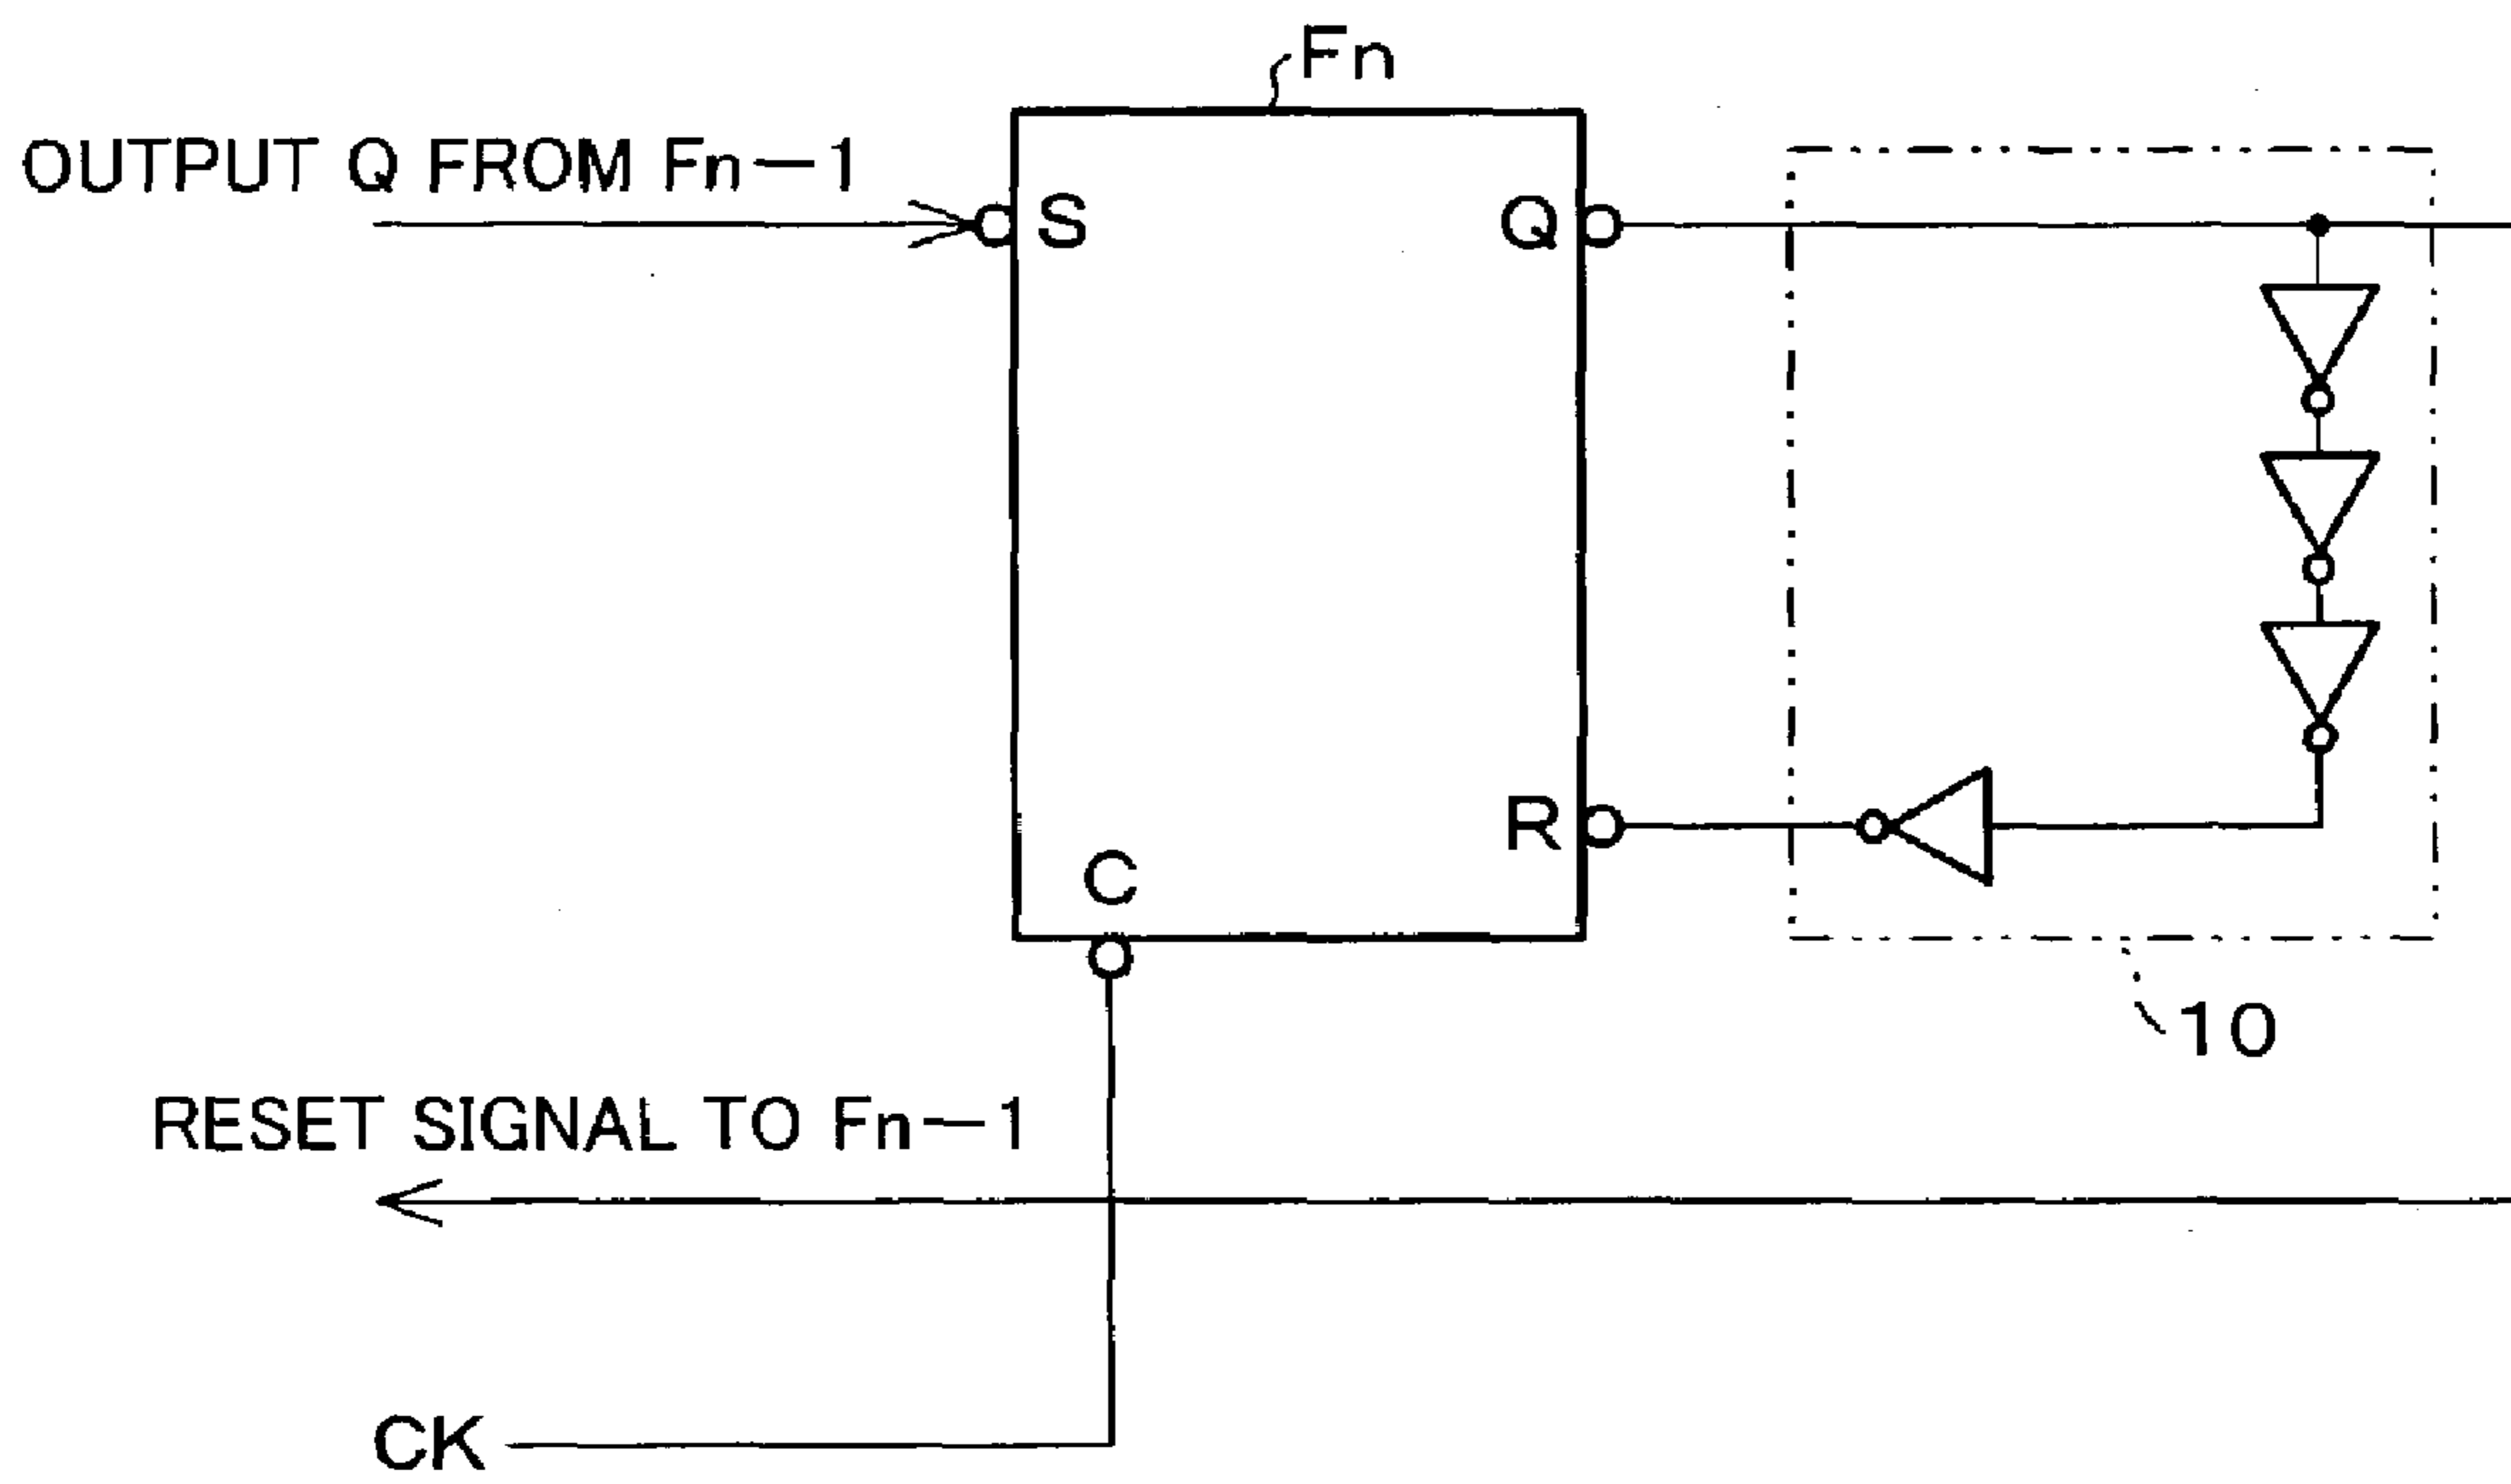 Fn
OUTPUT Q FROM Fn−1
S
Q
R
C
10
RESET SIGNAL TO Fn−1
CK